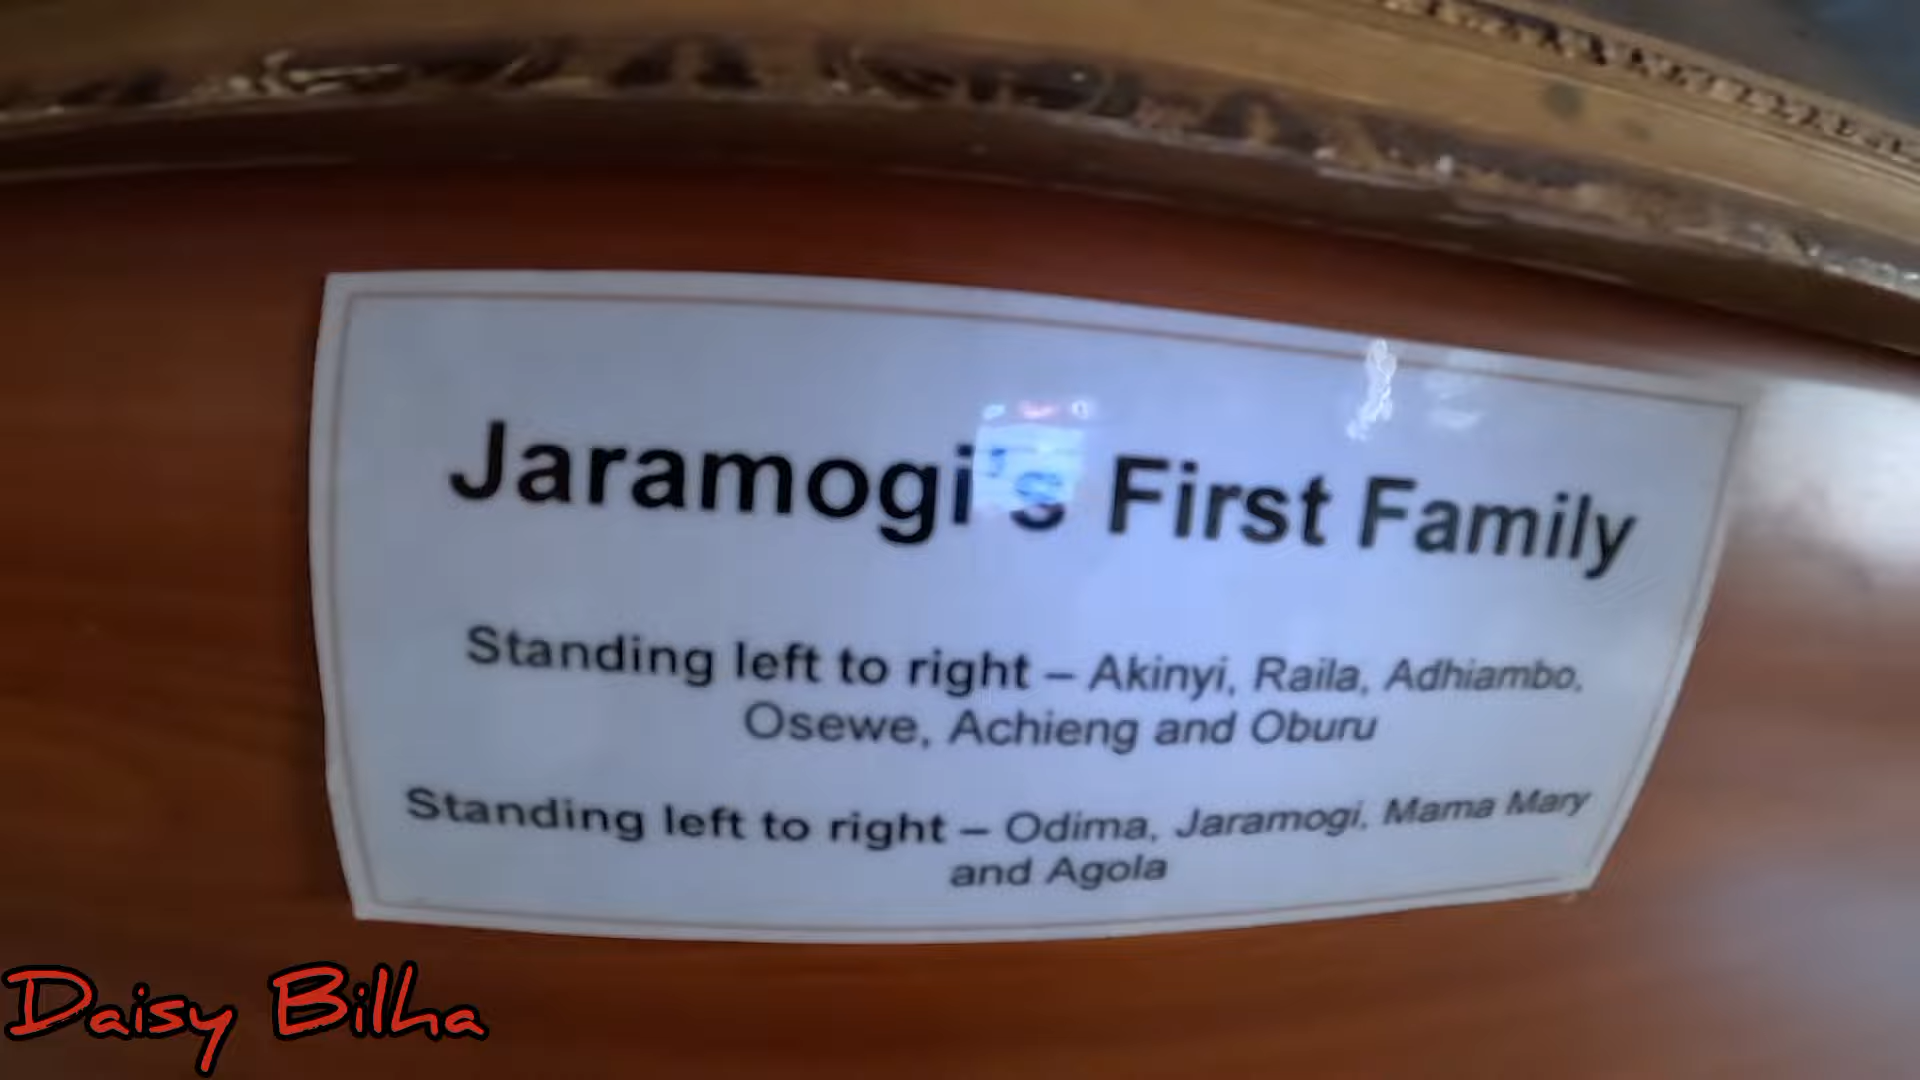 Jaramogi's First Family
Standing left to right – Akinyi, Raila, Adhiambo,
Osewe, Achieng and Oburu
Standing left to right – Odima, Jaramogi, Mama Mary
and Agola
Daisy Bilha